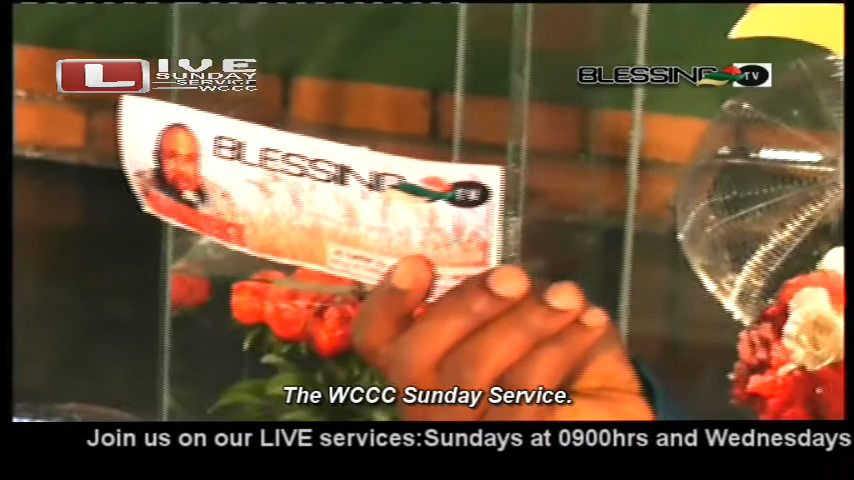 LIVE
SUNDAY
SERVICE
WCCC
BLESSING TV
BLESSING
The WCCC Sunday Service.
Join us on our LIVE services:Sundays at 0900hrs and Wednesdays